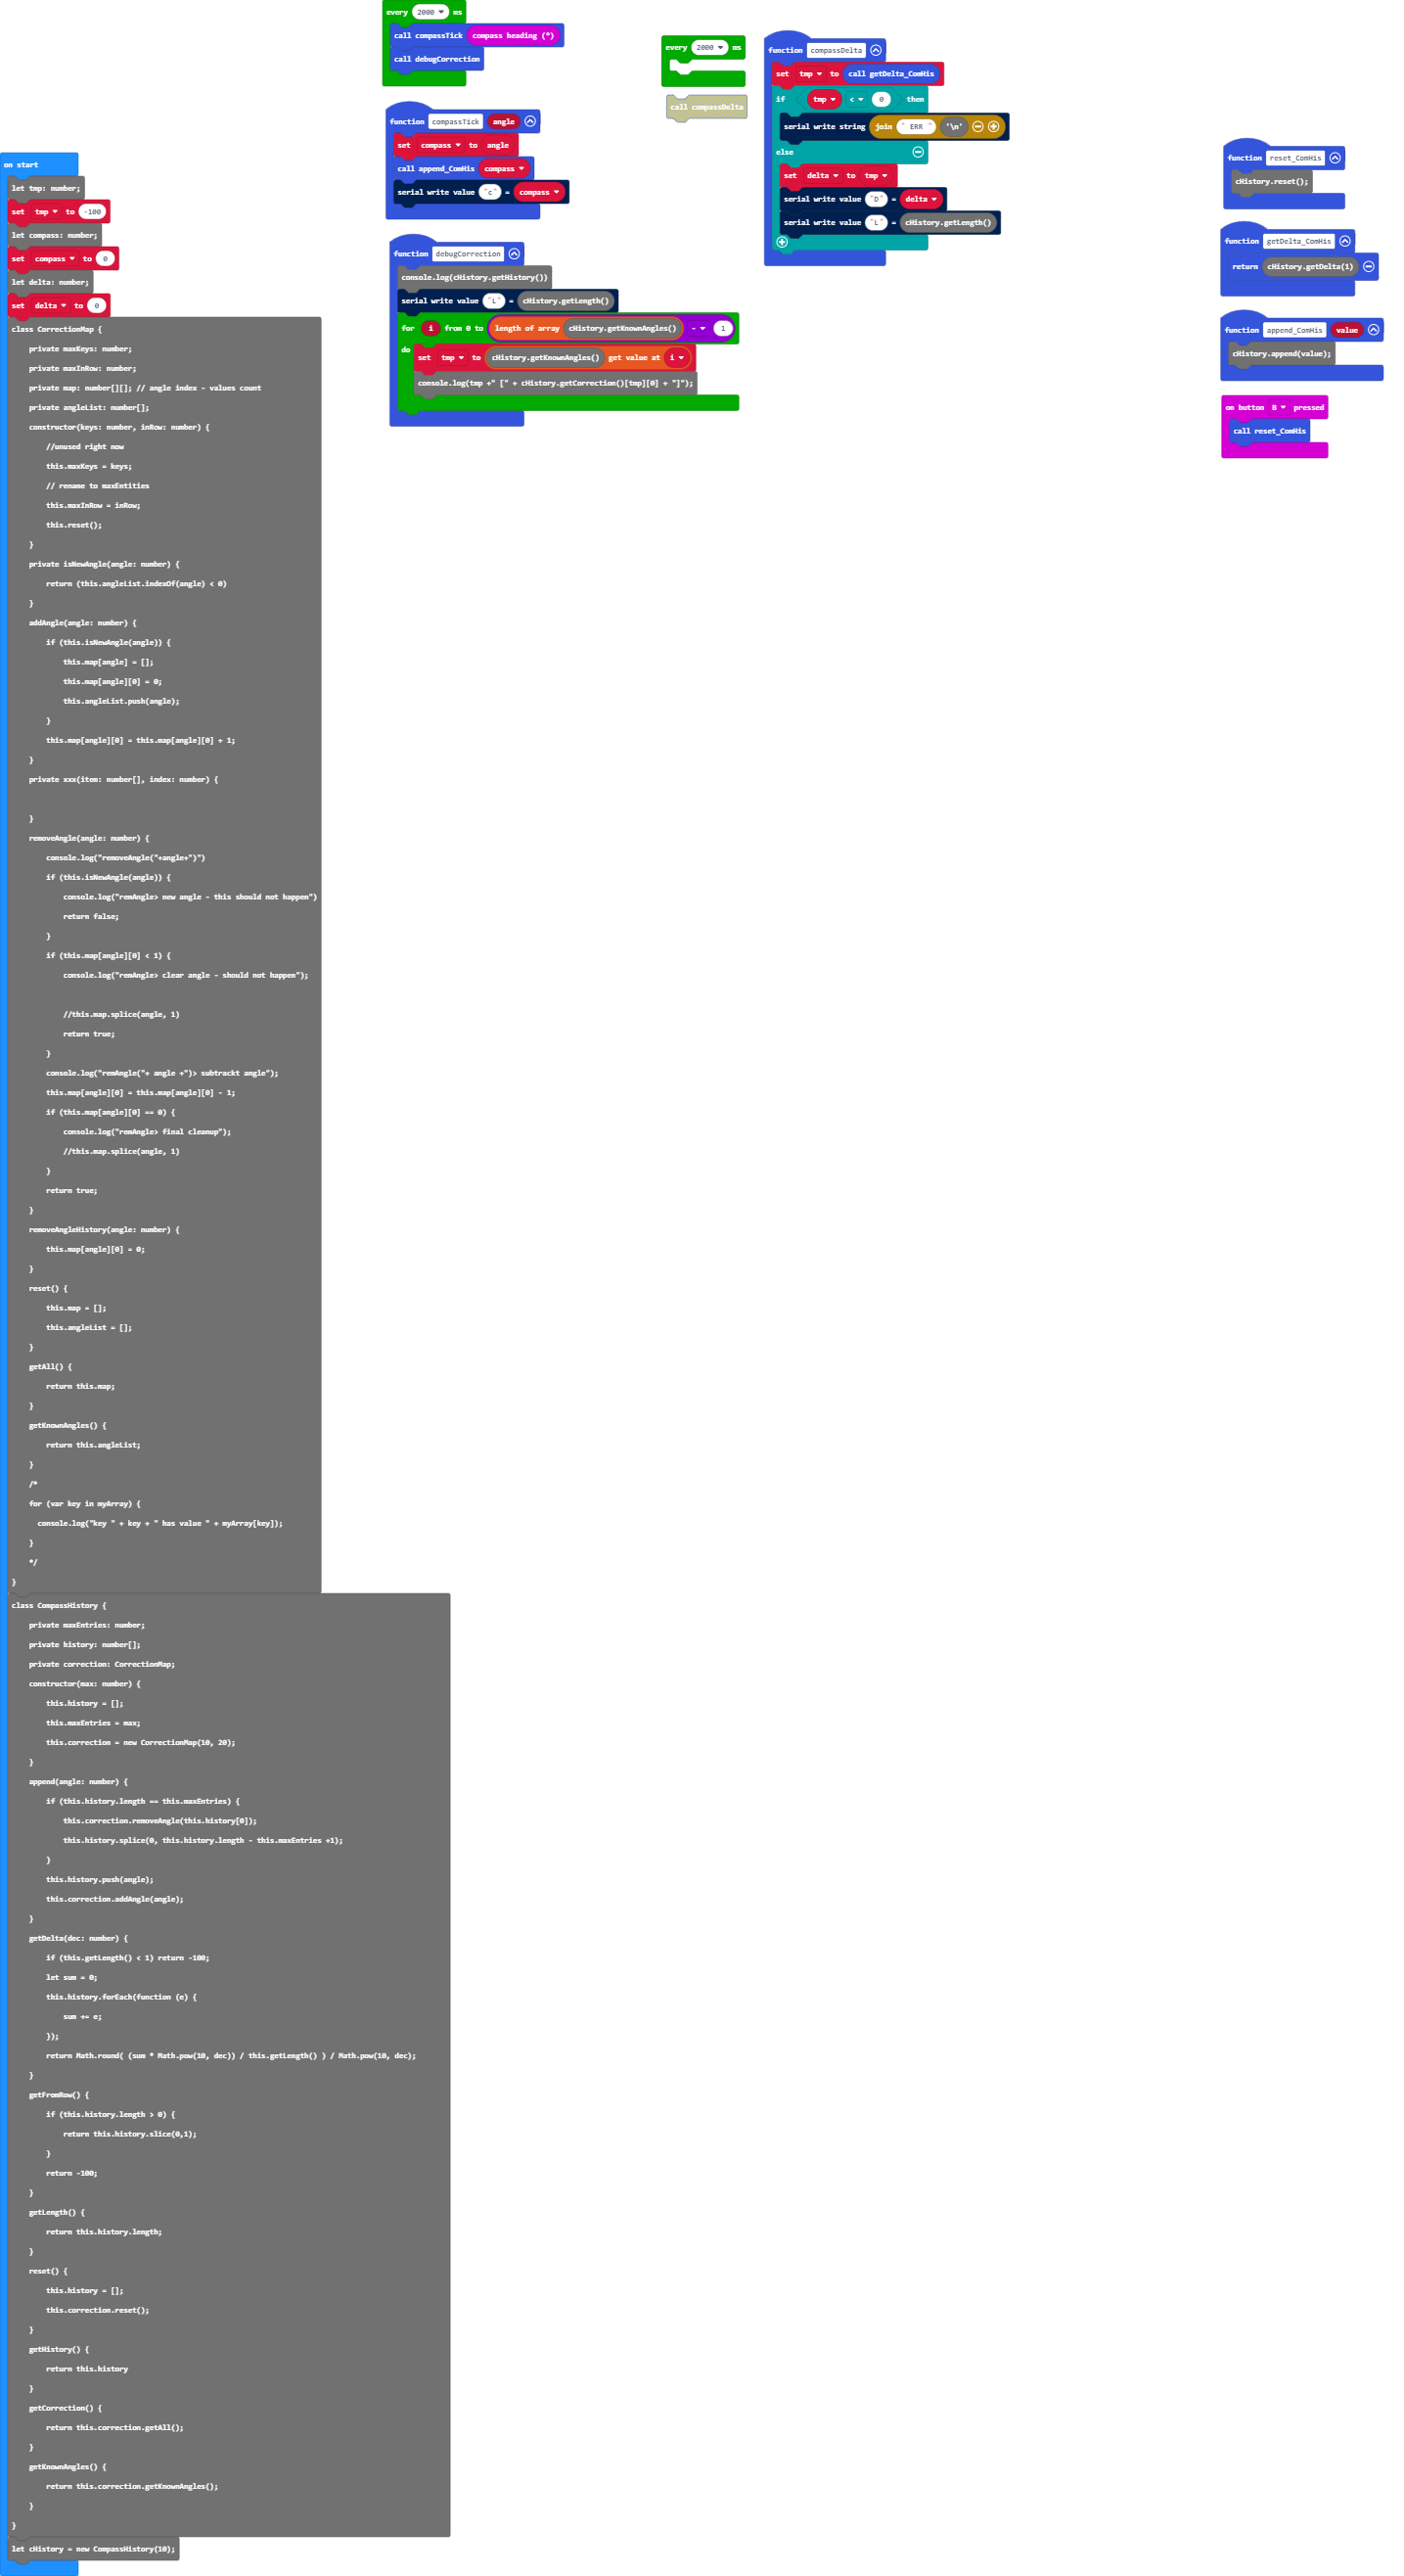 every 2000 ms
call compassTick compass heading (°)
call debugCorrection
function compassTick angle
set compass to angle
call append_ComHis compass
serial write value "c" = compass
function debugCorrection
console.log(cHistory.getHistory())
serial write value "L" = cHistory.getLength()
for i from 0 to length of array cHistory.getKnownAngles() - 1
do
set tmp to cHistory.getKnownAngles() get value at i
console.log(tmp +" [" + cHistory.getCorrection()[tmp][0] + "]");
every 2000 ms
call compassDelta
function compassDelta
set tmp to call getDelta_ComHis
if tmp < 0 then
serial write string join " ERR " '\n'
else
set delta to tmp
serial write value "D" = delta
serial write value "L" = cHistory.getLength()
function reset_ComHis
cHistory.reset();
function getDelta_ComHis
return cHistory.getDelta(1)
function append_ComHis value
cHistory.append(value);
on button B pressed
call reset_ComHis
on start
let tmp: number;
set tmp to -100
let compass: number;
set compass to 0
let delta: number;
set delta to 0
class CorrectionMap {
private maxKeys: number;
private maxInRow: number;
private map: number[][]; // angle index - values count
private angleList: number[];
constructor(keys: number, inRow: number) {
//unused right now
this.maxKeys = keys;
// rename to maxEntities
this.maxInRow = inRow;
this.reset();
}
private isNewAngle(angle: number) {
return (this.angleList.indexOf(angle) < 0)
}
addAngle(angle: number) {
if (this.isNewAngle(angle)) {
this.map[angle] = [];
this.map[angle][0] = 0;
this.angleList.push(angle);
}
this.map[angle][0] = this.map[angle][0] + 1;
}
private xxx(item: number[], index: number) {
}
removeAngle(angle: number) {
console.log("removeAngle("+angle+")")
if (this.isNewAngle(angle)) {
console.log("remAngle> new angle - this should not happen")
return false;
}
if (this.map[angle][0] < 1) {
console.log("remAngle> clear angle - should not happen");
//this.map.splice(angle, 1)
return true;
}
console.log("remAngle("+ angle +")> subtrackt angle");
this.map[angle][0] = this.map[angle][0] - 1;
if (this.map[angle][0] == 0) {
console.log("remAngle> final cleanup");
//this.map.splice(angle, 1)
}
return true;
}
removeAngleHistory(angle: number) {
this.map[angle][0] = 0;
}
reset() {
this.map = [];
this.angleList = [];
}
getAll() {
return this.map;
}
getKnownAngles() {
return this.angleList;
}
/*
for (var key in myArray) {
console.log("key " + key + " has value " + myArray[key]);
}
*/
}
class CompassHistory {
private maxEntries: number;
private history: number[];
private correction: CorrectionMap;
constructor(max: number) {
this.history = [];
this.maxEntries = max;
this.correction = new CorrectionMap(10, 20);
}
append(angle: number) {
if (this.history.length == this.maxEntries) {
this.correction.removeAngle(this.history[0]);
this.history.splice(0, this.history.length - this.maxEntries +1);
}
this.history.push(angle);
this.correction.addAngle(angle);
}
getDelta(dec: number) {
if (this.getLength() < 1) return -100;
let sum = 0;
this.history.forEach(function (e) {
sum += e;
});
return Math.round( (sum * Math.pow(10, dec)) / this.getLength() ) / Math.pow(10, dec);
}
getFromRow() {
if (this.history.length > 0) {
return this.history.slice(0,1);
}
return -100;
}
getLength() {
return this.history.length;
}
reset() {
this.history = [];
this.correction.reset();
}
getHistory() {
return this.history
}
getCorrection() {
return this.correction.getAll();
}
getKnownAngles() {
return this.correction.getKnownAngles();
}
}
let cHistory = new CompassHistory(10);